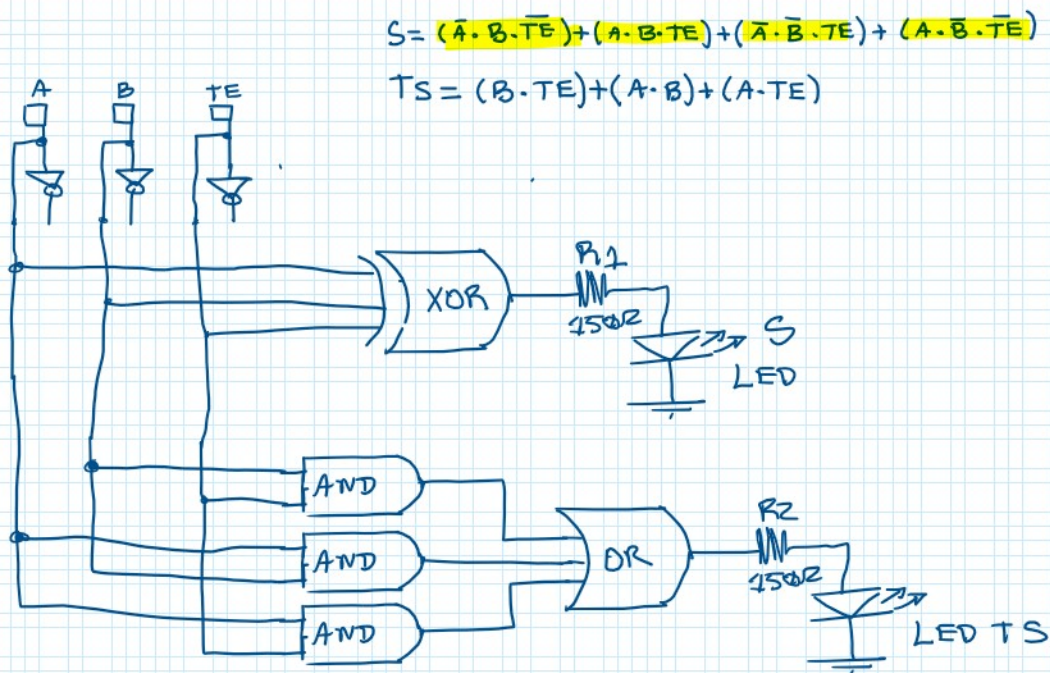 S= (Ā·B·T̅E̅)+(A·B·TE)+(Ā·B̄·TE)+(A·B̄·T̅E̅)
TS=(B·TE)+(A·B)+(A·TE)
A B TE
R1
XOR
150Ω
S
LED
AND
R2
AND
OR
150Ω
AND
LED TS